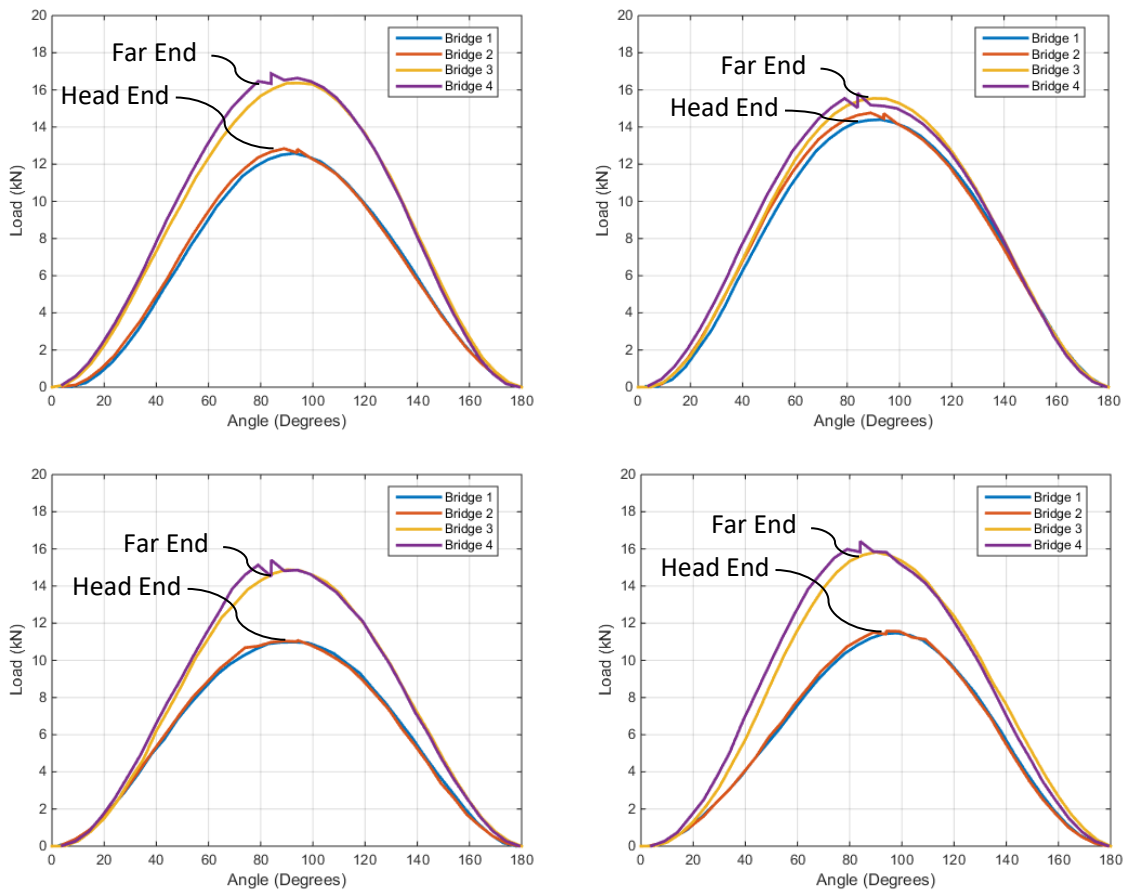 20
18
16
14
12
10
8
6
4
2
0
Load (kN)
Far End
Head End
Bridge 1
Bridge 2
Bridge 3
Bridge 4
0 20 40 60 80 100 120 140 160 180
Angle (Degrees)
20
18
16
14
12
10
8
6
4
2
0
Load (kN)
Far End
Head End
Bridge 1
Bridge 2
Bridge 3
Bridge 4
0 20 40 60 80 100 120 140 160 180
Angle (Degrees)
20
18
16
14
12
10
8
6
4
2
0
Load (kN)
Far End
Head End
Bridge 1
Bridge 2
Bridge 3
Bridge 4
0 20 40 60 80 100 120 140 160 180
Angle (Degrees)
20
18
16
14
12
10
8
6
4
2
0
Load (kN)
Far End
Head End
Bridge 1
Bridge 2
Bridge 3
Bridge 4
0 20 40 60 80 100 120 140 160 180
Angle (Degrees)